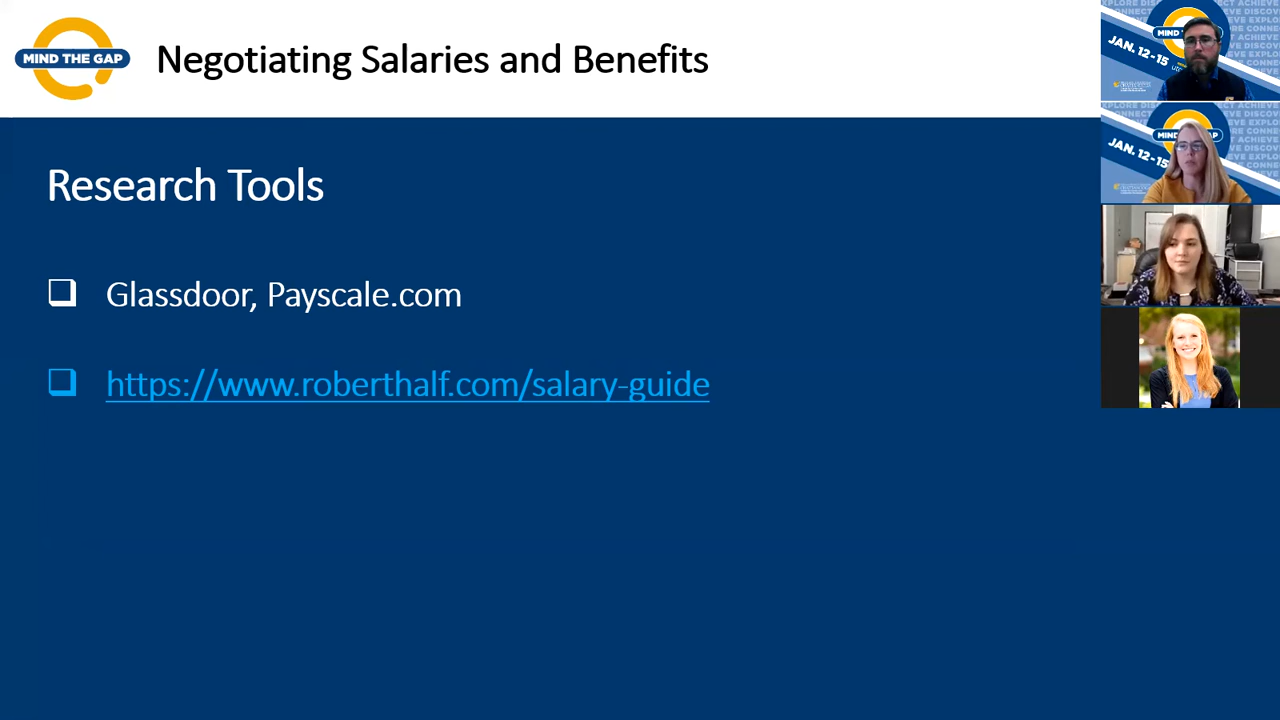 MIND THE GAP
Negotiating Salaries and Benefits
Research Tools
Glassdoor, Payscale.com
https://www.roberthalf.com/salary-guide
JAN. 12-15
JAN. 12-15